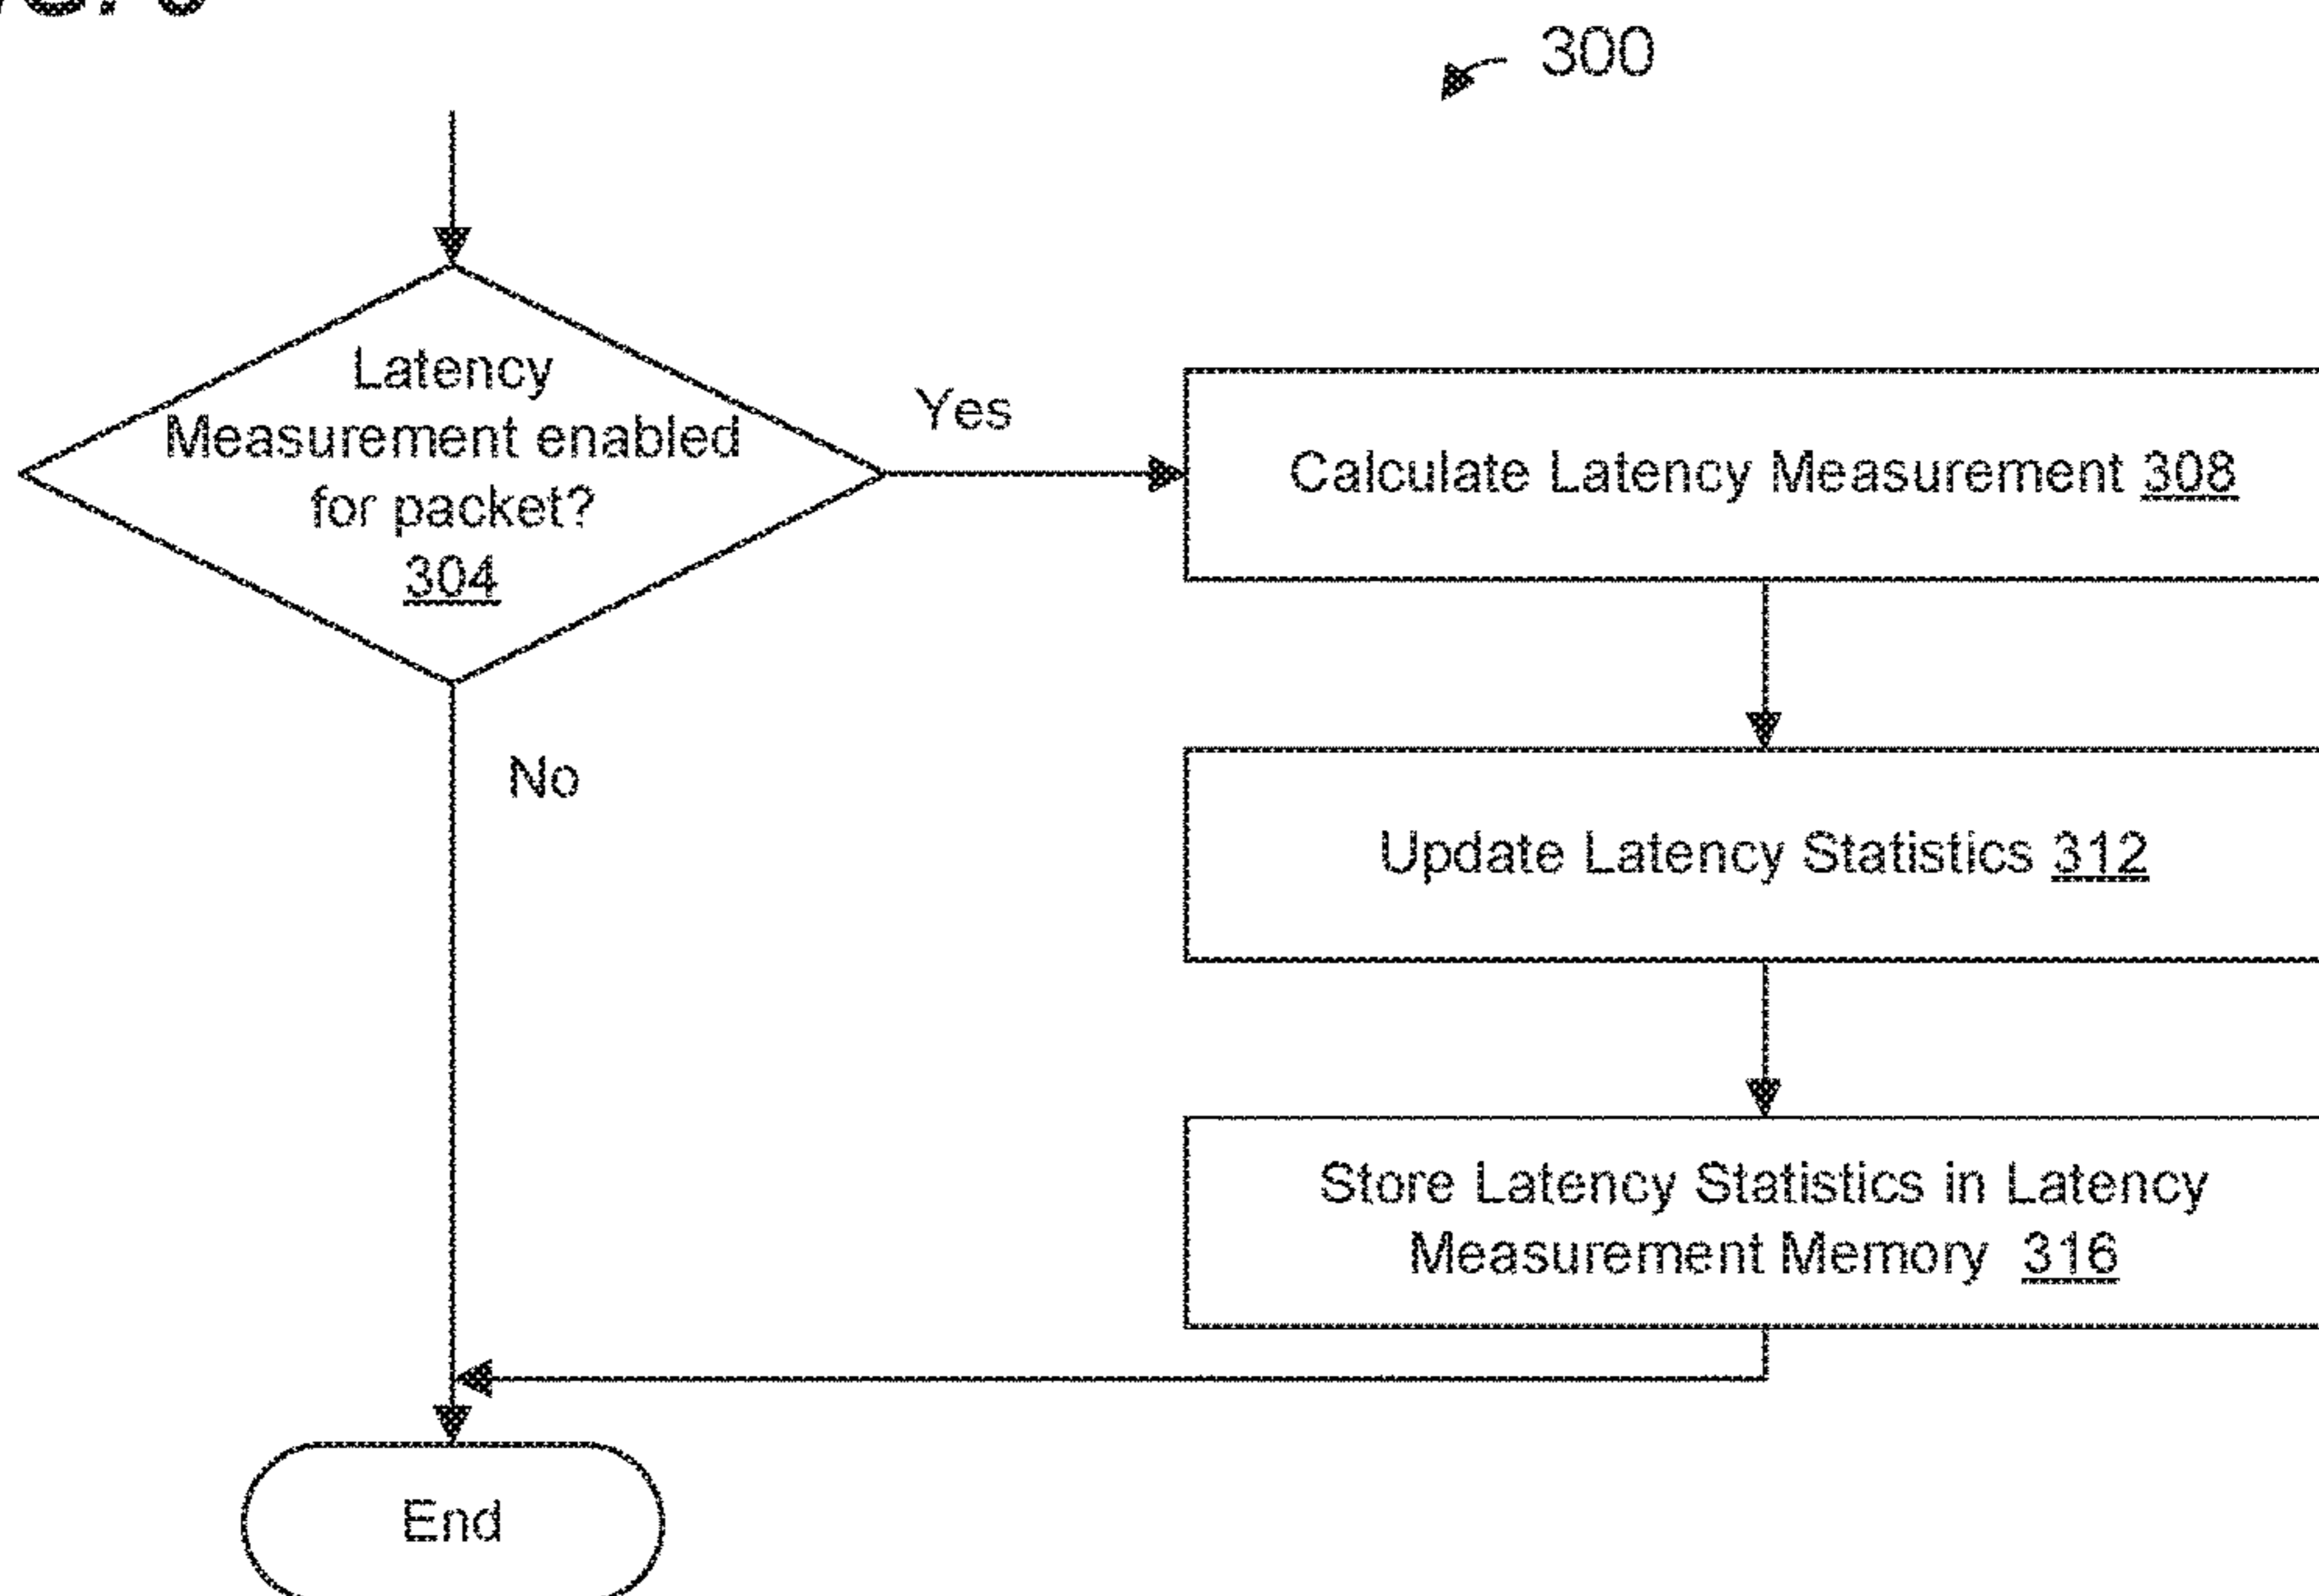 300
Latency
Measurement enabled
for packet?
304
Yes
Calculate Latency Measurement 308
No
Update Latency Statistics 312
Store Latency Statistics in Latency
Measurement Memory 316
End